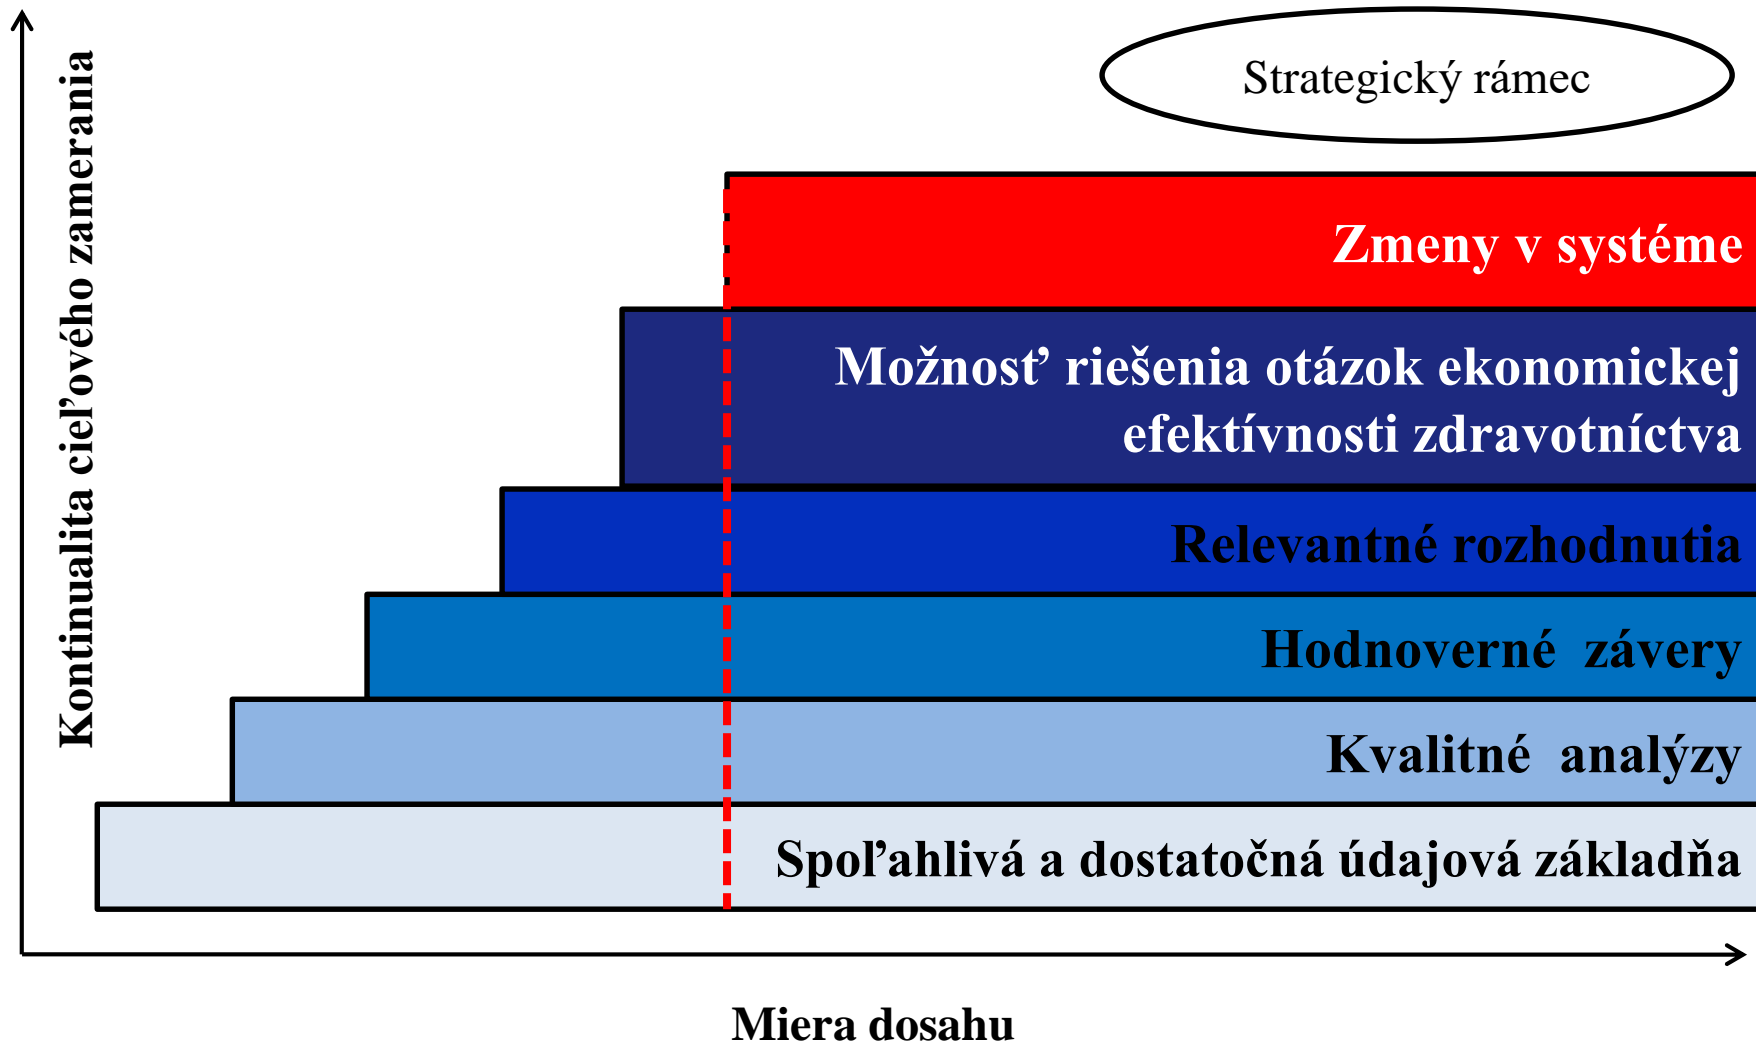 Strategický rámec
Kontinualita cieľového zamerania
Zmeny v systéme
Možnosť riešenia otázok ekonomickej
efektívnosti zdravotníctva
Relevantné rozhodnutia
Hodnoverné závery
Kvalitné analýzy
Spoľahlivá a dostatočná údajová základňa
Miera dosahu